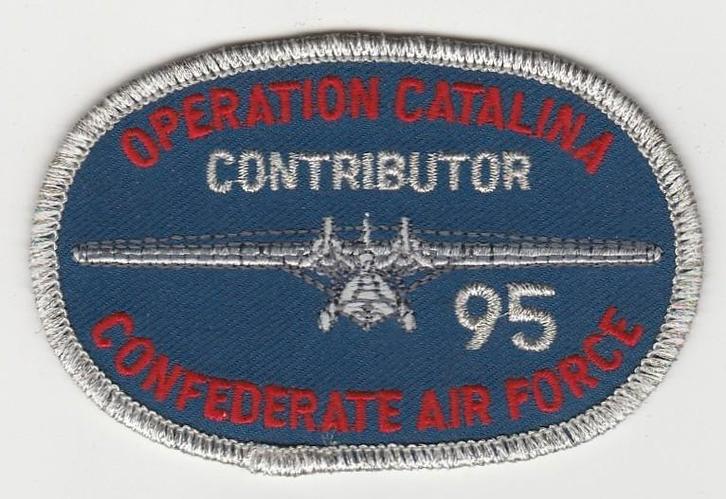 OPERATION CATALINA
CONTRIBUTOR
95
CONFEDERATE AIR FORCE